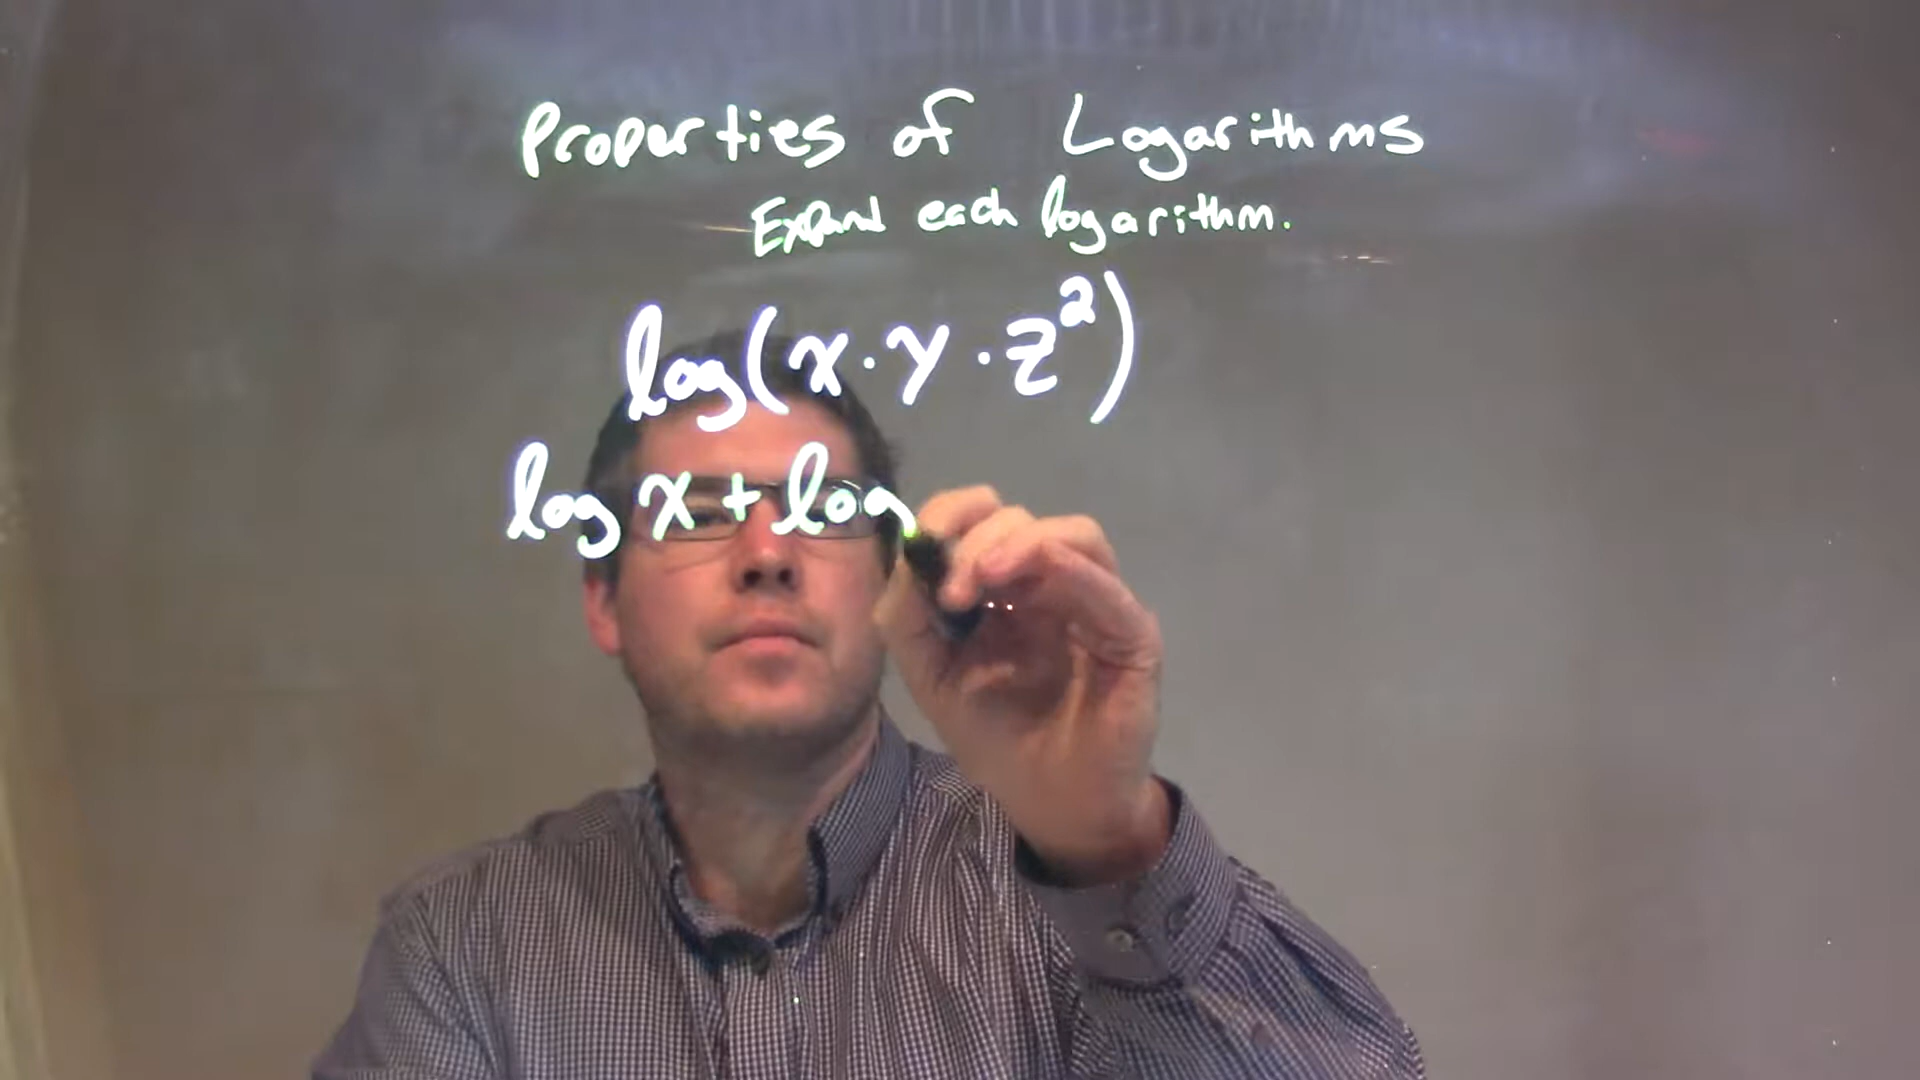 Properties of Logarithms
Expand each logarithm.
log(x·y·z²)
log x + log